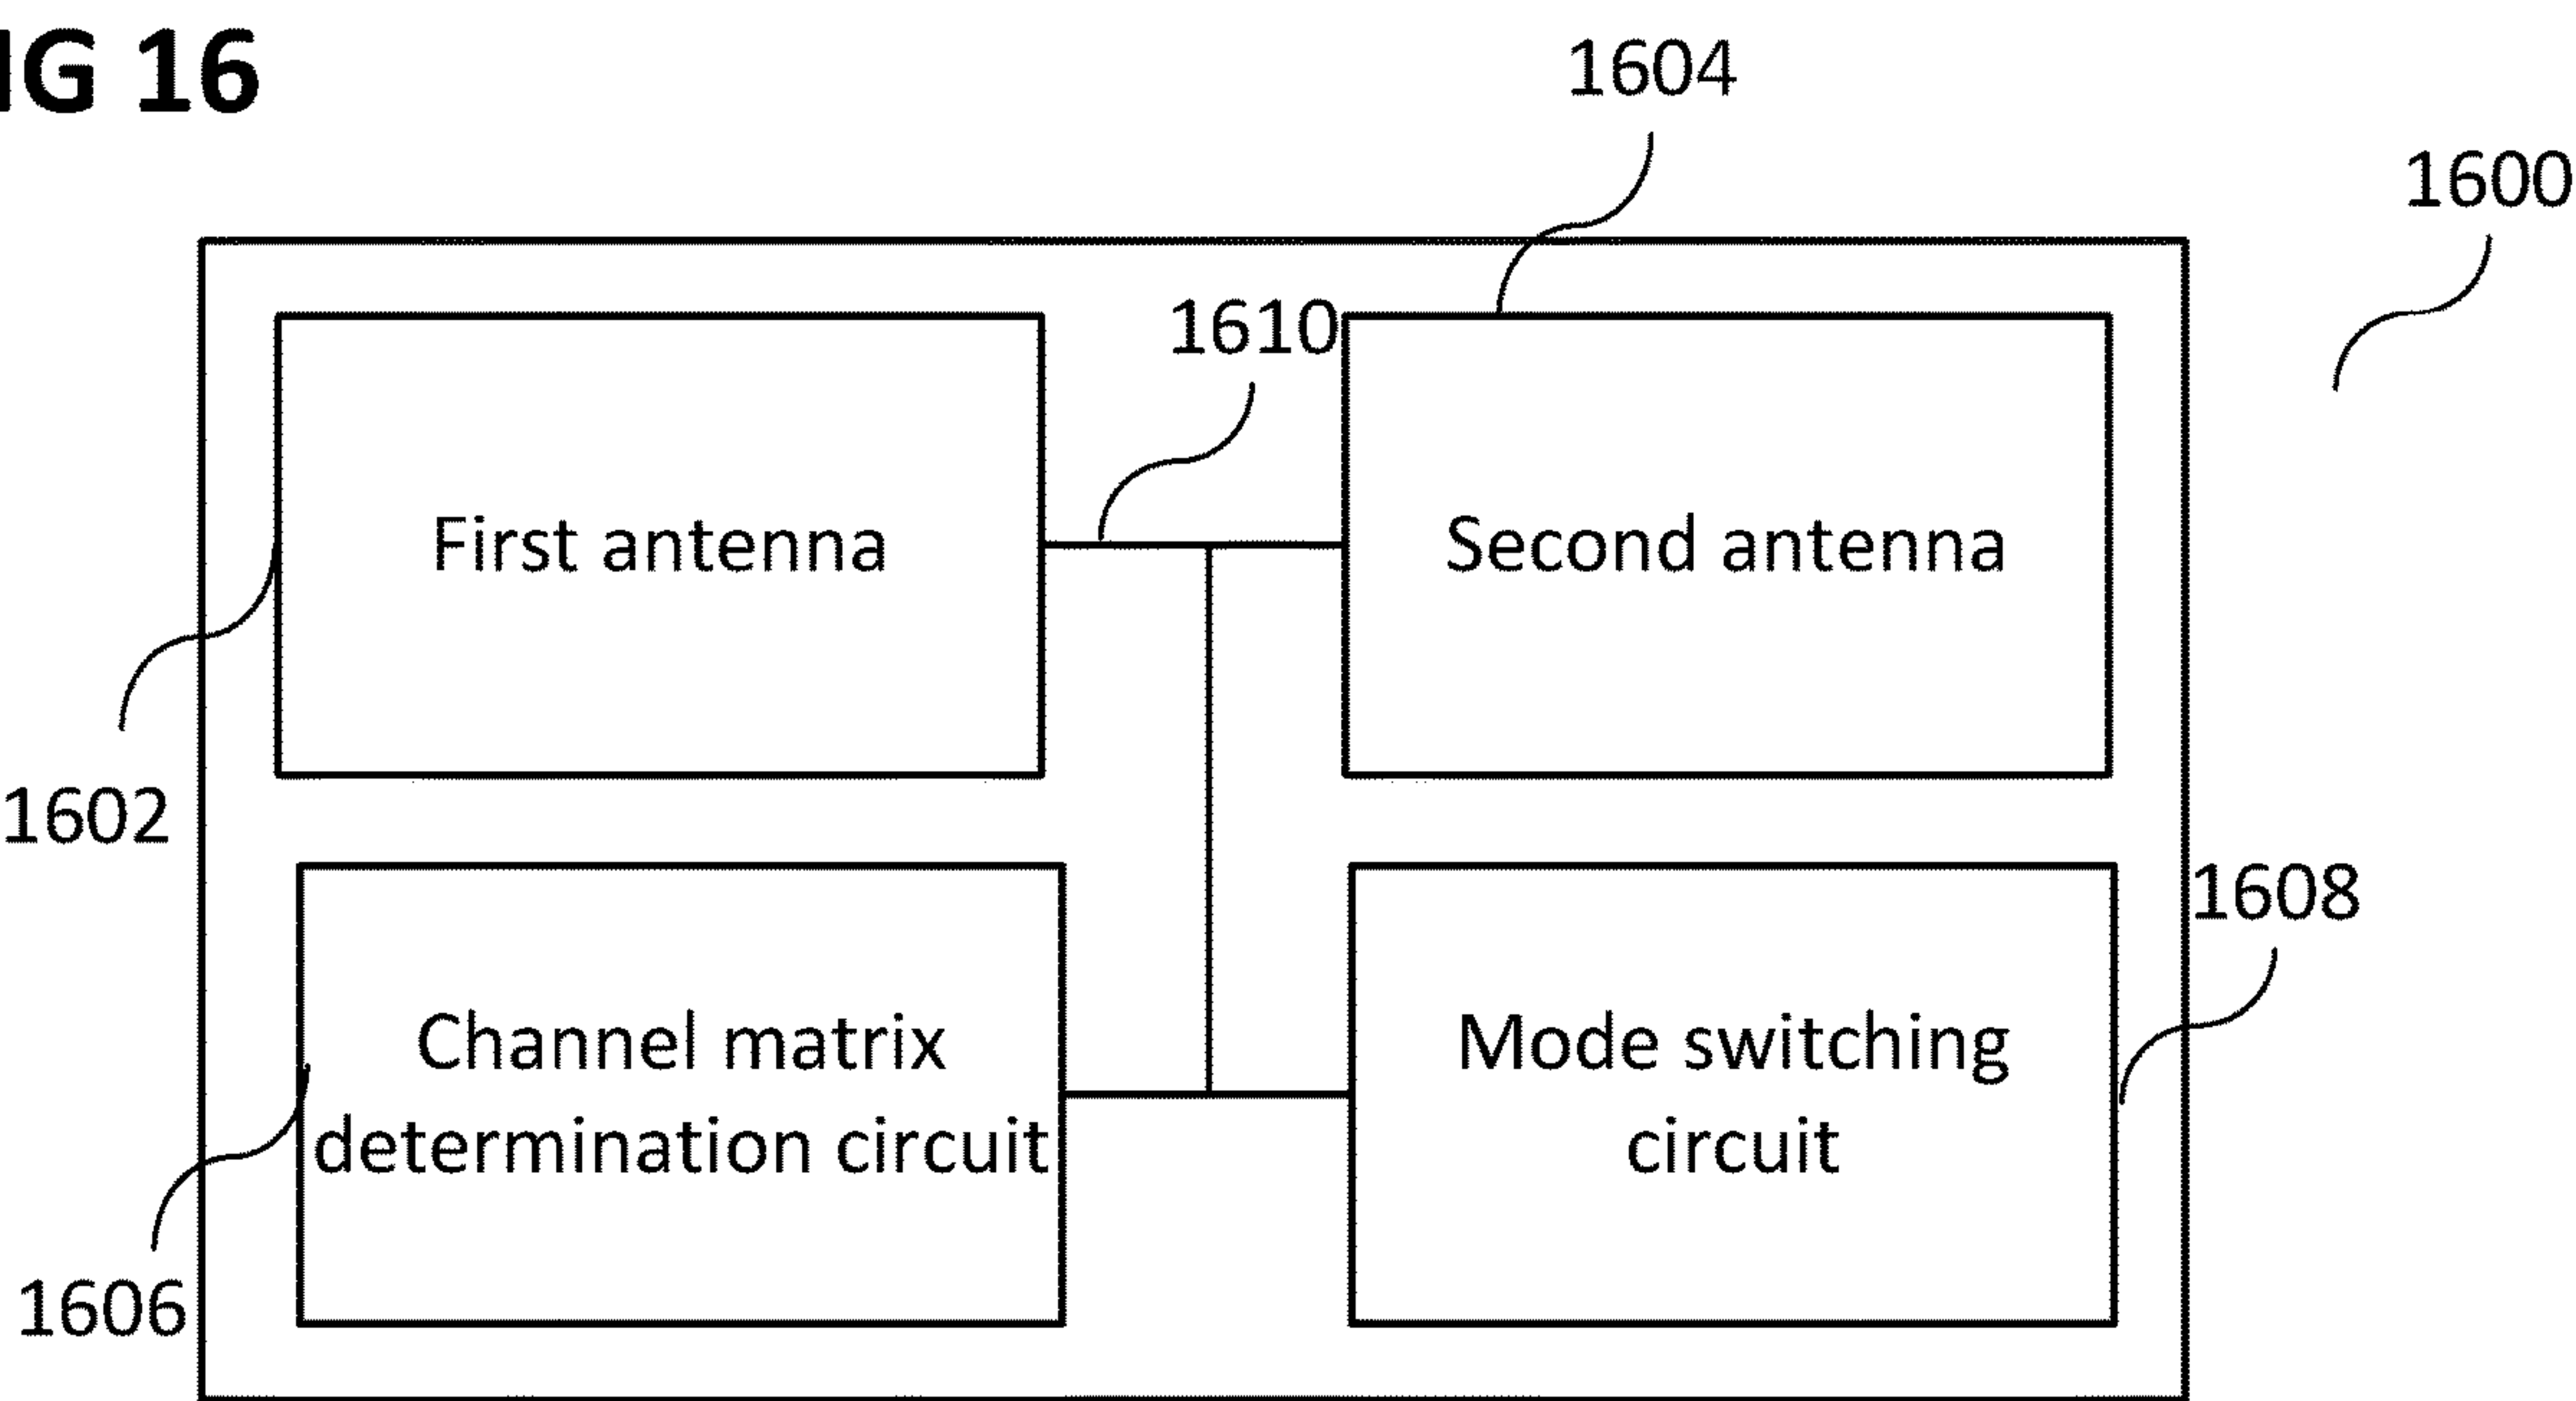 IG 16
1604
1600
1610
First antenna
Second antenna
1602
1608
Channel matrix
determination circuit
Mode switching
circuit
1606